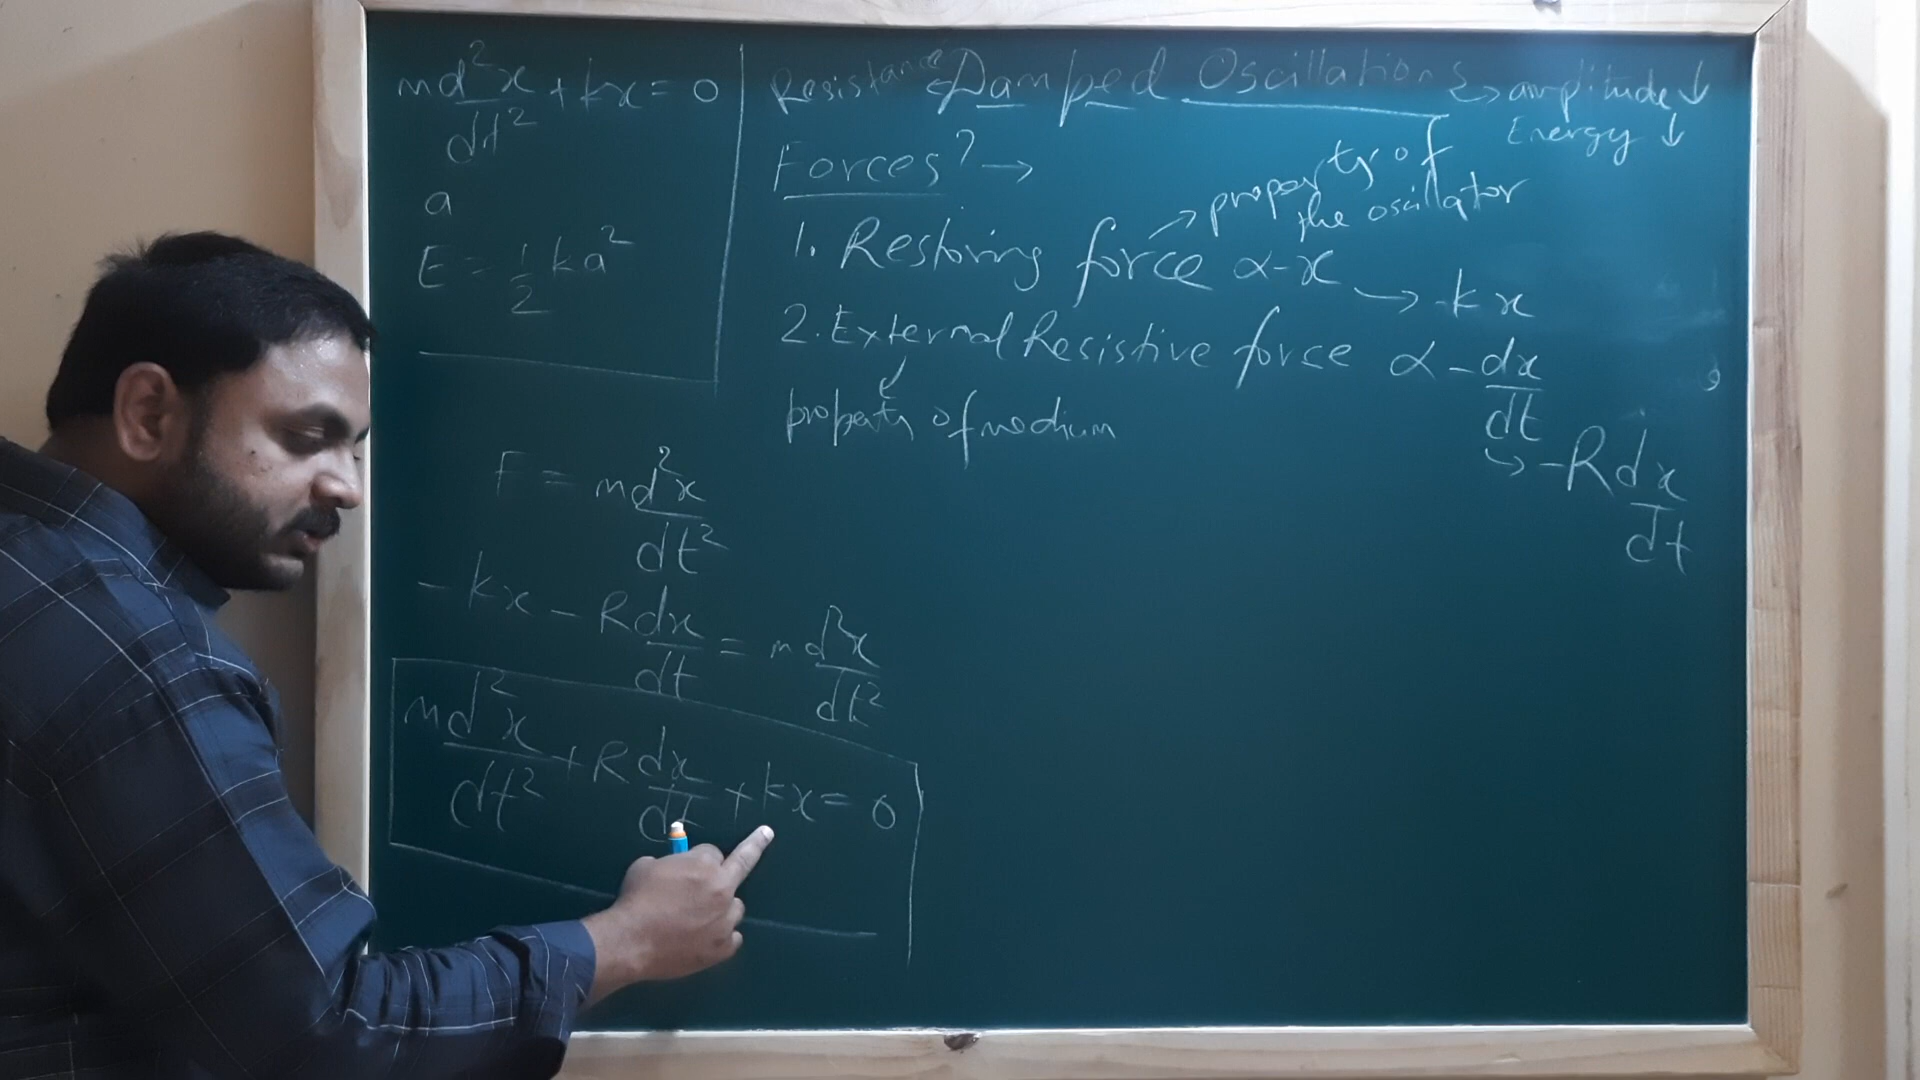 md²x/dt² + kx = 0
a
E = 1/2 ka²
Resistance ← Damped Oscillations → amplitude ↓
Energy ↓
Forces? →
1. Restoring force α -x → -kx
→ property of
the oscillator
2. External Resistive force α -dx/dt
→ -R dx/dt
property of medium
F = md²x/dt²
-kx - R dx/dt = m d²x/dt²
md²x/dt² + R dx/dt + kx = 0